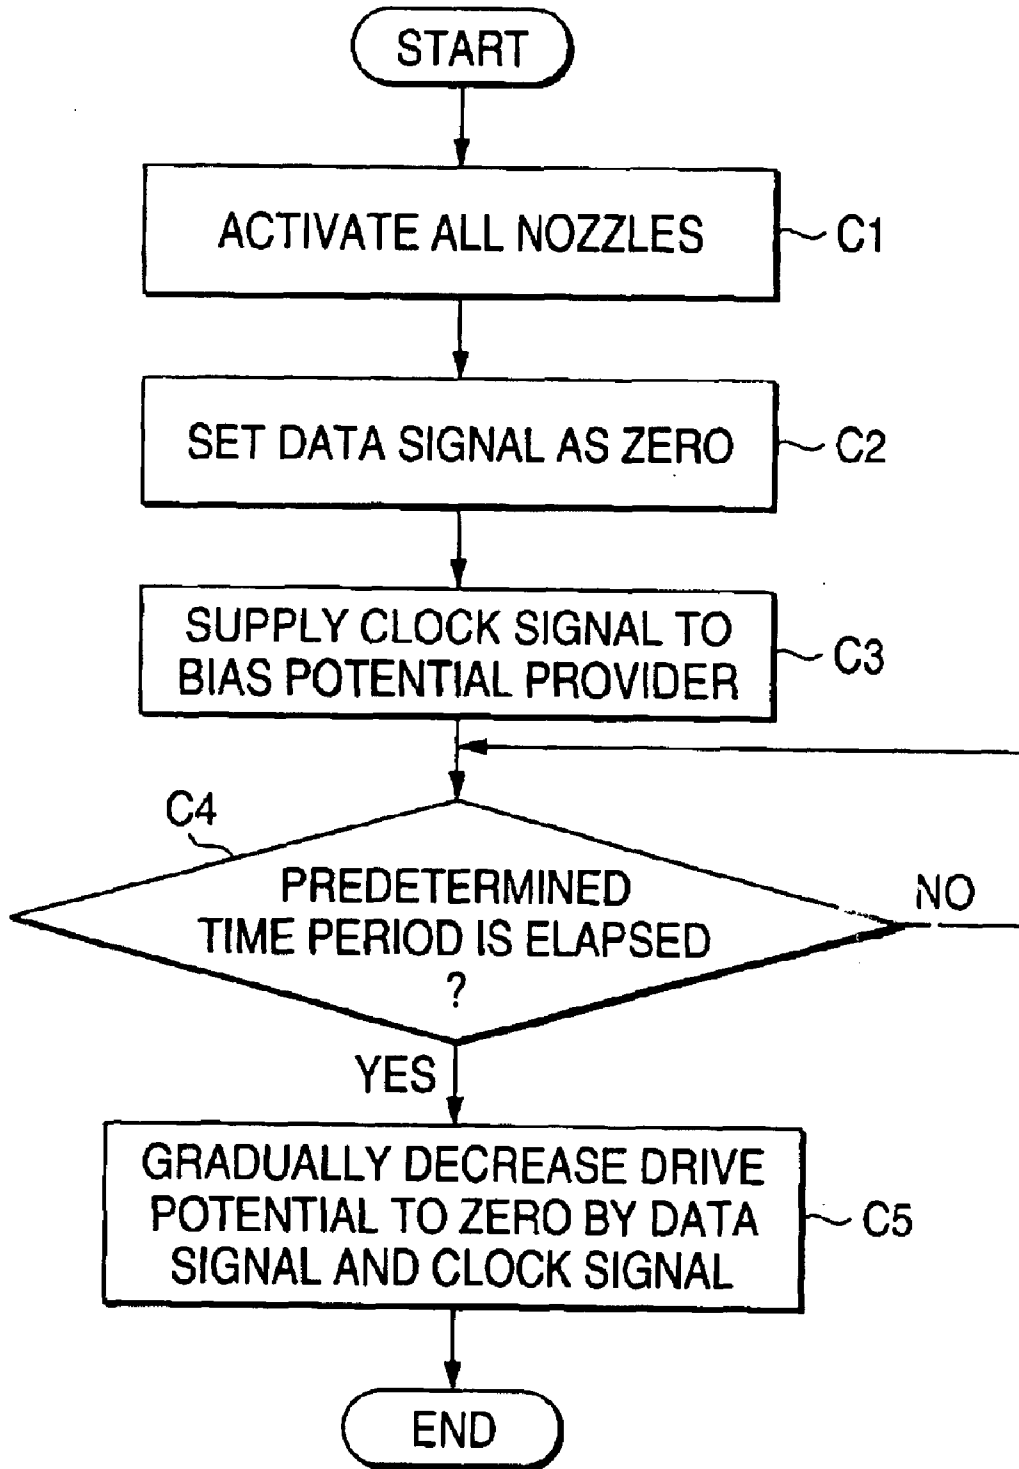 START
ACTIVATE ALL NOZZLES
C1
SET DATA SIGNAL AS ZERO
C2
SUPPLY CLOCK SIGNAL TO
BIAS POTENTIAL PROVIDER
C3
C4
PREDETERMINED
TIME PERIOD IS ELAPSED
?
NO
YES
GRADUALLY DECREASE DRIVE
POTENTIAL TO ZERO BY DATA
SIGNAL AND CLOCK SIGNAL
C5
END